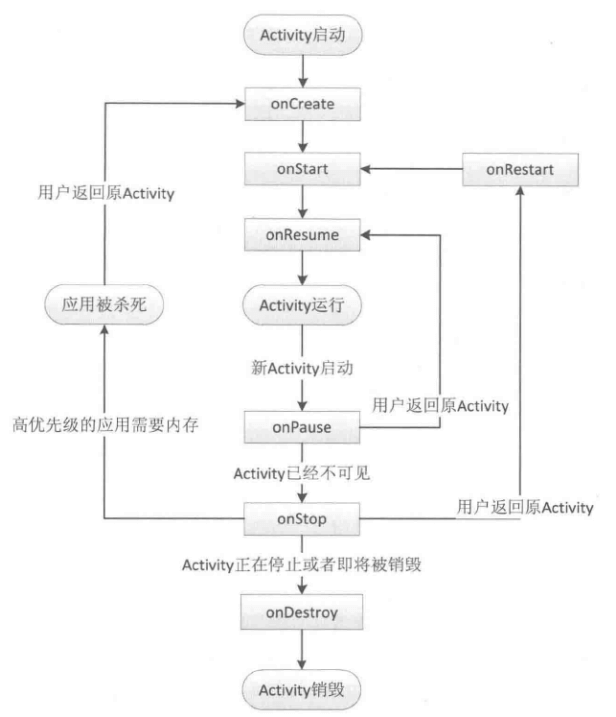 Activity启动
onCreate
onStart
onRestart
用户返回原Activity
onResume
应用被杀死
Activity运行
新Activity启动
用户返回原Activity
高优先级的应用需要内存
onPause
Activity已经不可见
用户返回原Activity
onStop
Activity正在停止或者即将被销毁
onDestroy
Activity销毁